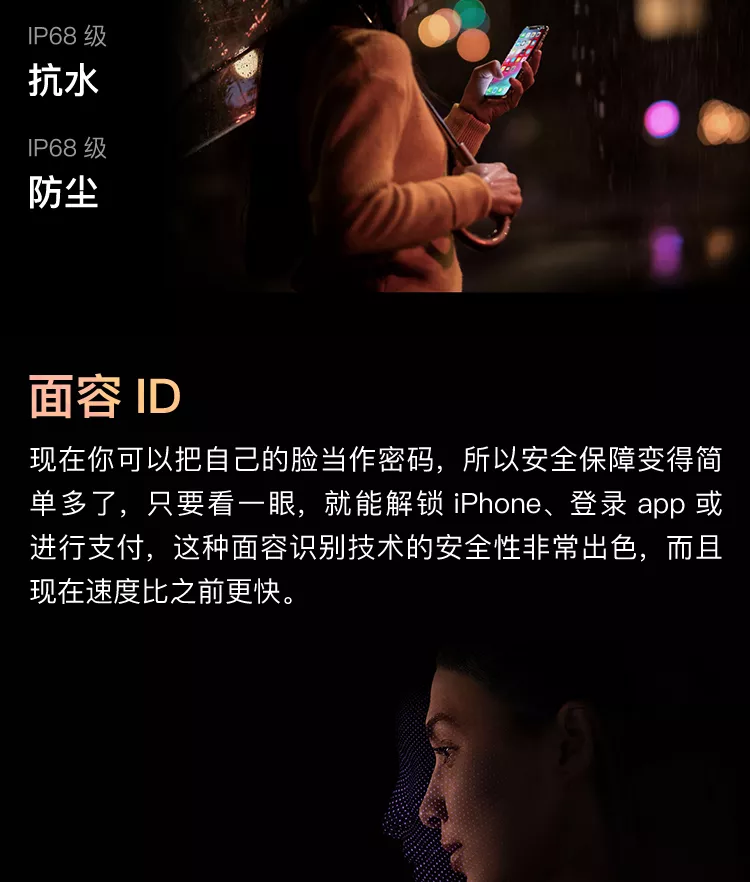 IP68 级
抗水
IP68 级
防尘
面容 ID
现在你可以把自己的脸当作密码，所以安全保障变得简
单多了，只要看一眼，就能解锁 iPhone、登录 app 或
进行支付，这种面容识别技术的安全性非常出色，而且
现在速度比之前更快。